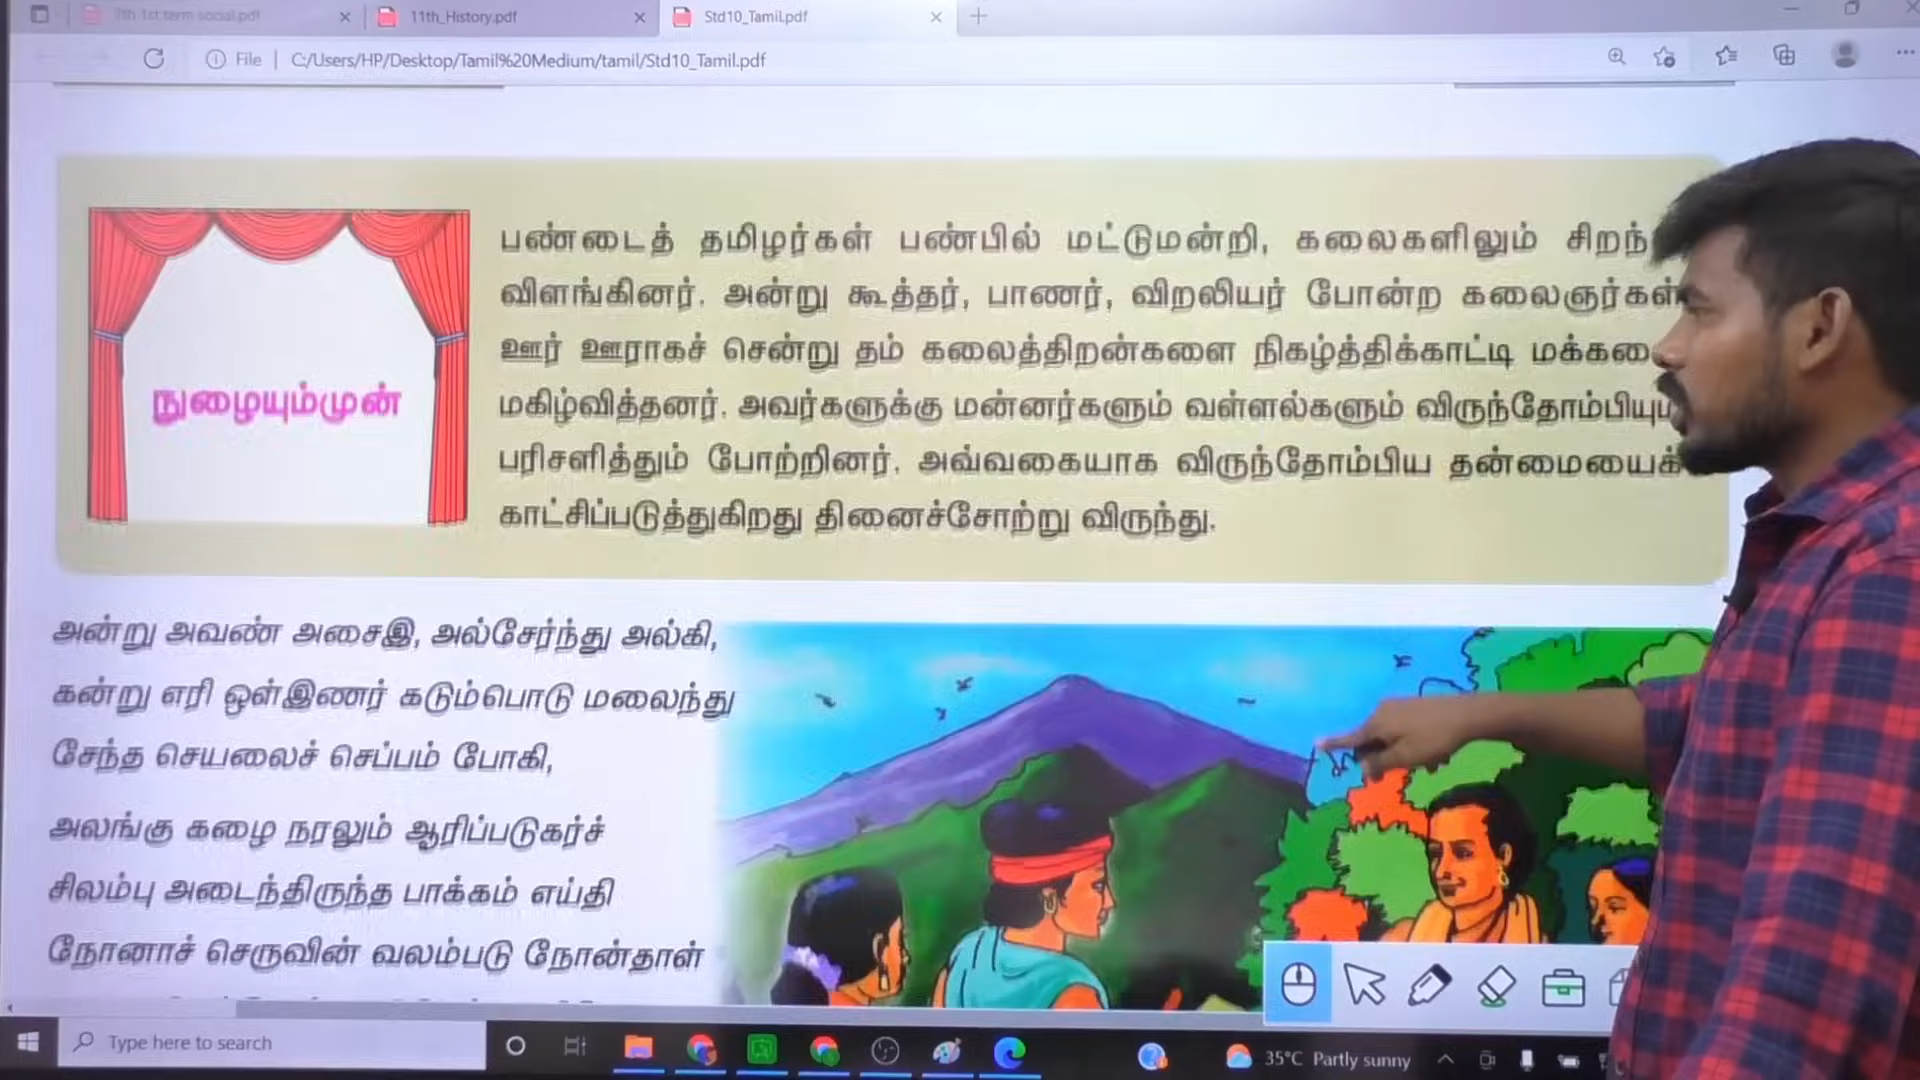 7th 1st term social.pdf
11th_History.pdf
Std10_Tamil.pdf
File | C:/Users/HP/Desktop/Tamil%20Medium/tamil/Std10_Tamil.pdf
நுழையும்முன்
பண்டைத் தமிழர்கள் பண்பில் மட்டுமன்றி, கலைகளிலும்
விளங்கினர். அன்று கூத்தர், பாணர், விறலியர் போன்ற கலைஞர்கள்
ஊர் ஊராகச் சென்று தம் கலைத்திறன்களை நிகழ்த்திக்காட்டி
மகிழ்வித்தனர். அவர்களுக்கு மன்னர்களும் வள்ளல்களும்
பரிசளித்தும் போற்றினர். அவ்வகையாக விருந்தோம்பிய தன்மையைக்
காட்சிப்படுத்துகிறது தினைச்சோற்று விருந்து.
அன்று அவண் அசைஇ, அல்சேர்ந்து அல்கி,
கன்று எரி ஒள்இணர் கடும்பொடு மலைந்து
சேந்த செயலைச் செப்பம் போகி,
அலங்கு கழை நரலும் ஆரிப்படுகர்ச்
சிலம்பு அடைந்திருந்த பாக்கம் எய்தி
நோனாச் செருவின் வலம்படு நோன்தாள்
Type here to search
35°C Partly sunny